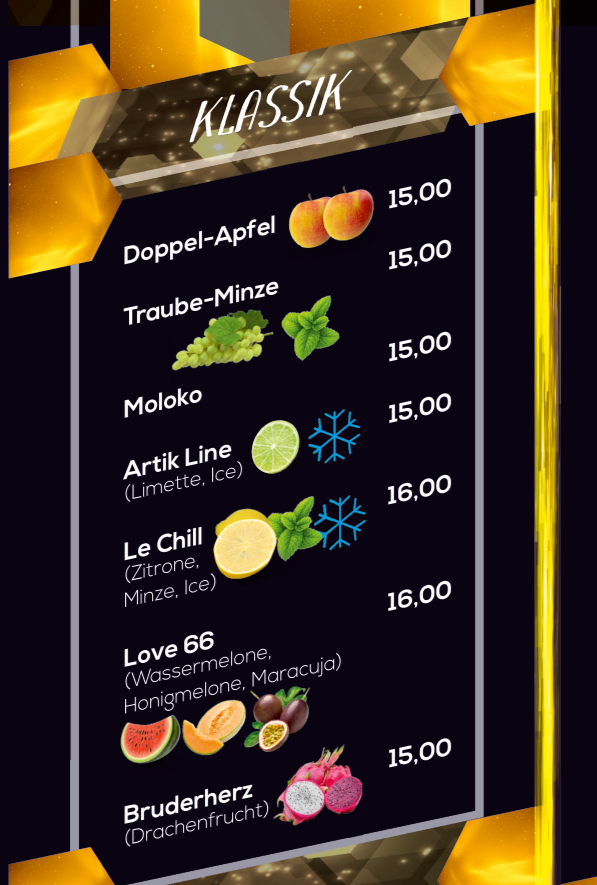 KLASSIK
Doppel-Apfel 15,00
Traube-Minze 15,00
Moloko 15,00
Artik Line 15,00
(Limette, Ice)
Le Chill 16,00
(Zitrone,
Minze, Ice)
Love 66 16,00
(Wassermelone,
Honigmelone, Maracuja)
Bruderherz 15,00
(Drachenfrucht)